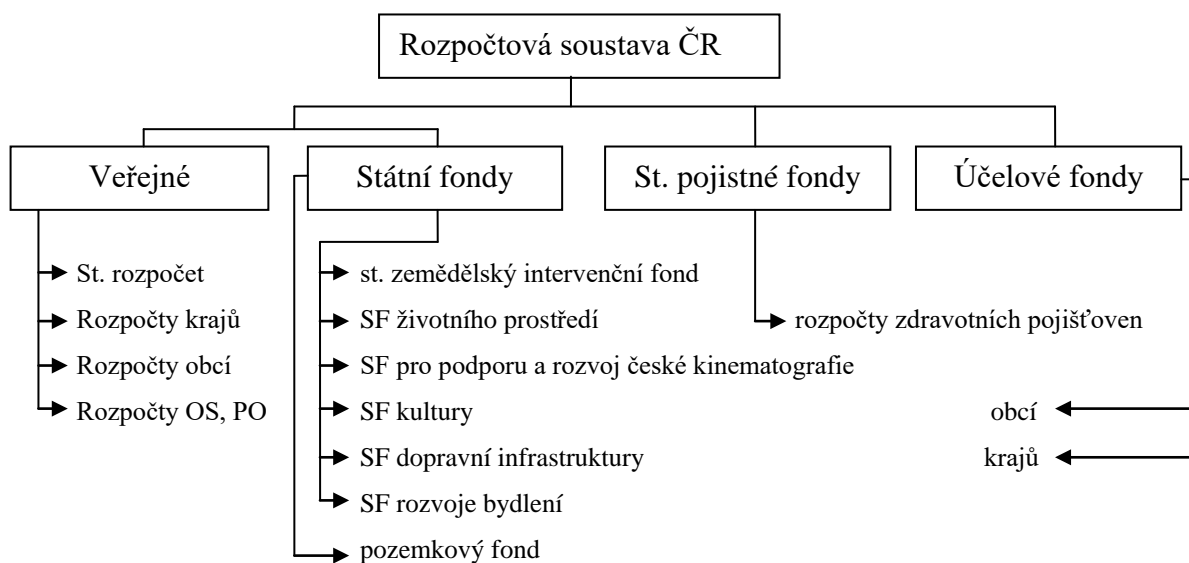 Rozpočtová soustava ČR
Veřejné
Státní fondy
St. pojistné fondy
Účelové fondy
St. rozpočet
Rozpočty krajů
Rozpočty obcí
Rozpočty OS, PO
st. zemědělský intervenční fond
SF životního prostředí
SF pro podporu a rozvoj české kinematografie
SF kultury
SF dopravní infrastruktury
SF rozvoje bydlení
pozemkový fond
rozpočty zdravotních pojišťoven
obcí
krajů